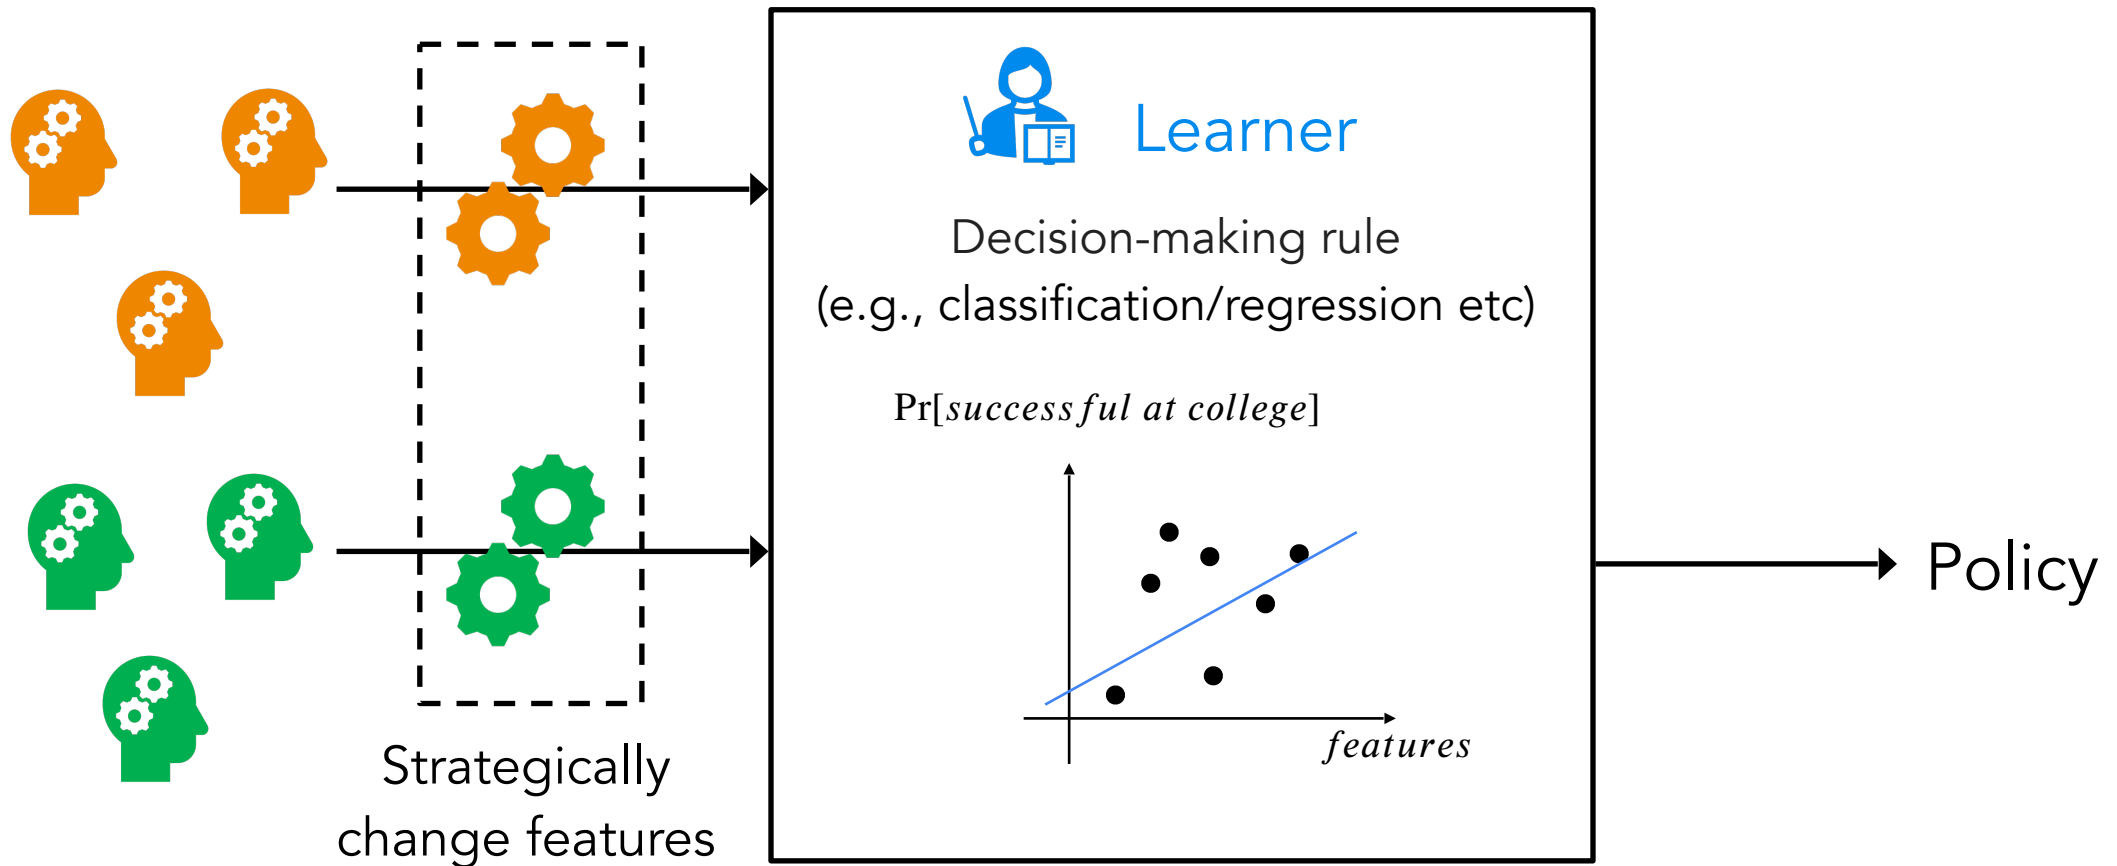 Learner
Decision-making rule
(e.g., classification/regression etc)
Pr[successful at college]
features
Strategically
change features
Policy